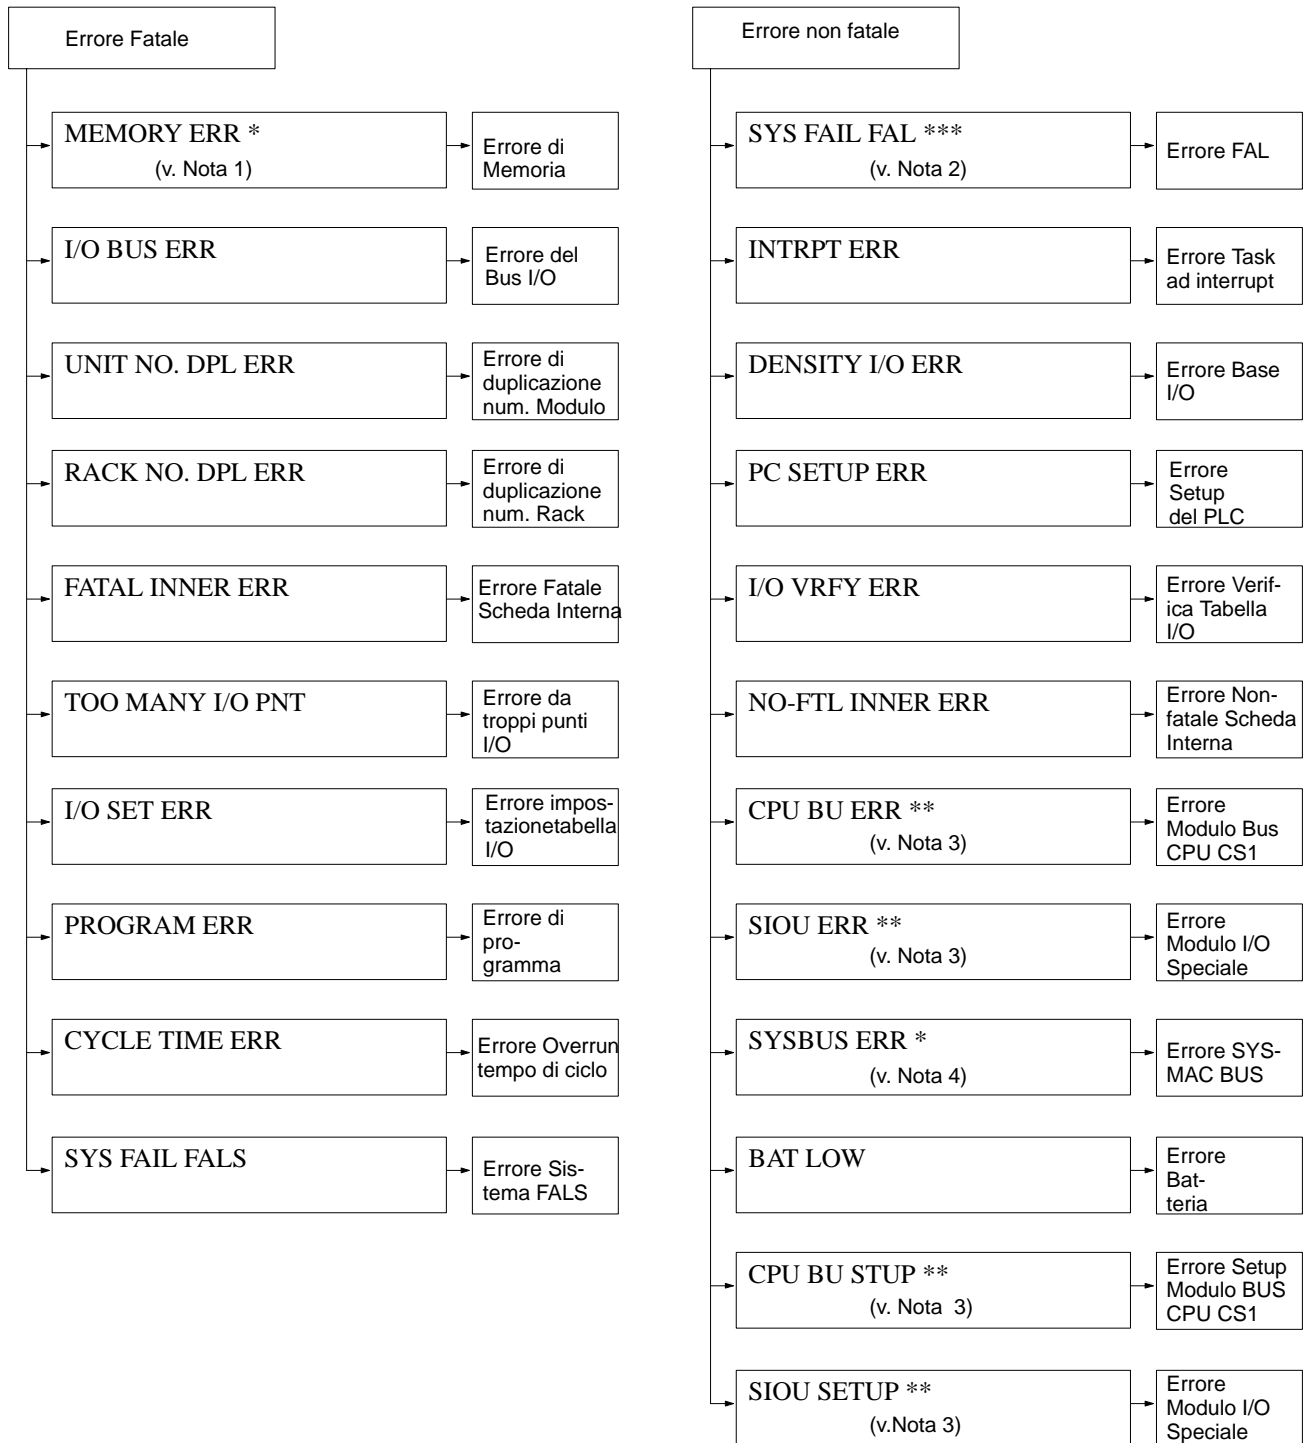 Errore Fatale
MEMORY ERR *
(v. Nota 1)
Errore di
Memoria
I/O BUS ERR
Errore del
Bus I/O
UNIT NO. DPL ERR
Errore di
duplicazione
num. Modulo
RACK NO. DPL ERR
Errore di
duplicazione
num. Rack
FATAL INNER ERR
Errore Fatale
Scheda Interna
TOO MANY I/O PNT
Errore da
troppi punti
I/O
I/O SET ERR
Errore impos-
tazionetabella
I/O
PROGRAM ERR
Errore di
pro-
gramma
CYCLE TIME ERR
Errore Overrun
tempo di ciclo
SYS FAIL FALS
Errore Sis-
tema FALS
Errore non fatale
SYS FAIL FAL ***
(v. Nota 2)
Errore FAL
INTRPT ERR
Errore Task
ad interrupt
DENSITY I/O ERR
Errore Base
I/O
PC SETUP ERR
Errore
Setup
del PLC
I/O VRFY ERR
Errore Verif-
ica Tabella
I/O
NO-FTL INNER ERR
Errore Non-
fatale Scheda
Interna
CPU BU ERR **
(v. Nota 3)
Errore
Modulo Bus
CPU CS1
SIOU ERR **
(v. Nota 3)
Errore
Modulo I/O
Speciale
SYSBUS ERR *
(v. Nota 4)
Errore SYS-
MAC BUS
BAT LOW
Errore
Bat-
teria
CPU BU STUP **
(v. Nota 3)
Errore Setup
Modulo BUS
CPU CS1
SIOU SETUP **
(v.Nota 3)
Errore
Modulo I/O
Speciale